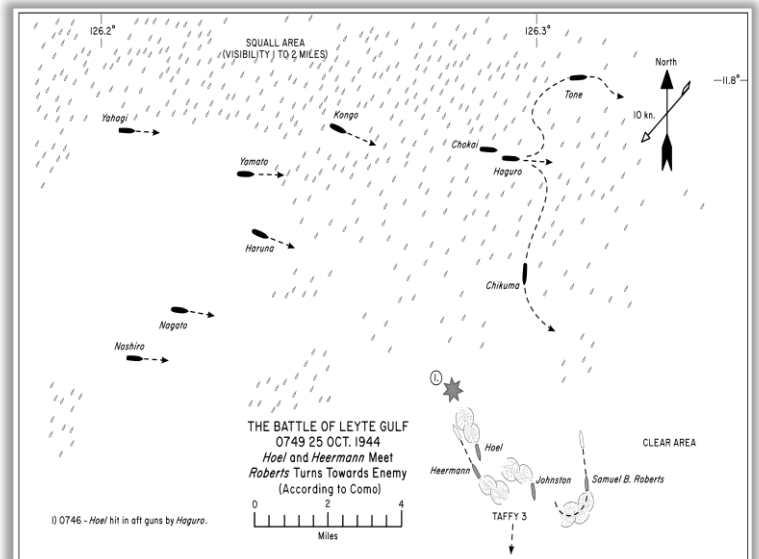 126.2°
126.3°
SQUALL AREA
(VISIBILITY 1 TO 2 MILES)
North
11.8°
Tone
10 kn.
Yahagi
Kongo
Chokai
Haguro
Yamato
Haruna
Chikuma
Nagato
Noshiro
1.
THE BATTLE OF LEYTE GULF
0749 25 OCT. 1944
Hoel and Heermann Meet
Roberts Turns Towards Enemy
(According to Como)
0 2 4
Miles
Hoel
CLEAR AREA
Heermann
Johnston
Samuel B. Roberts
TAFFY 3
1) 0746 - Hoel hit in aft guns by Haguro.